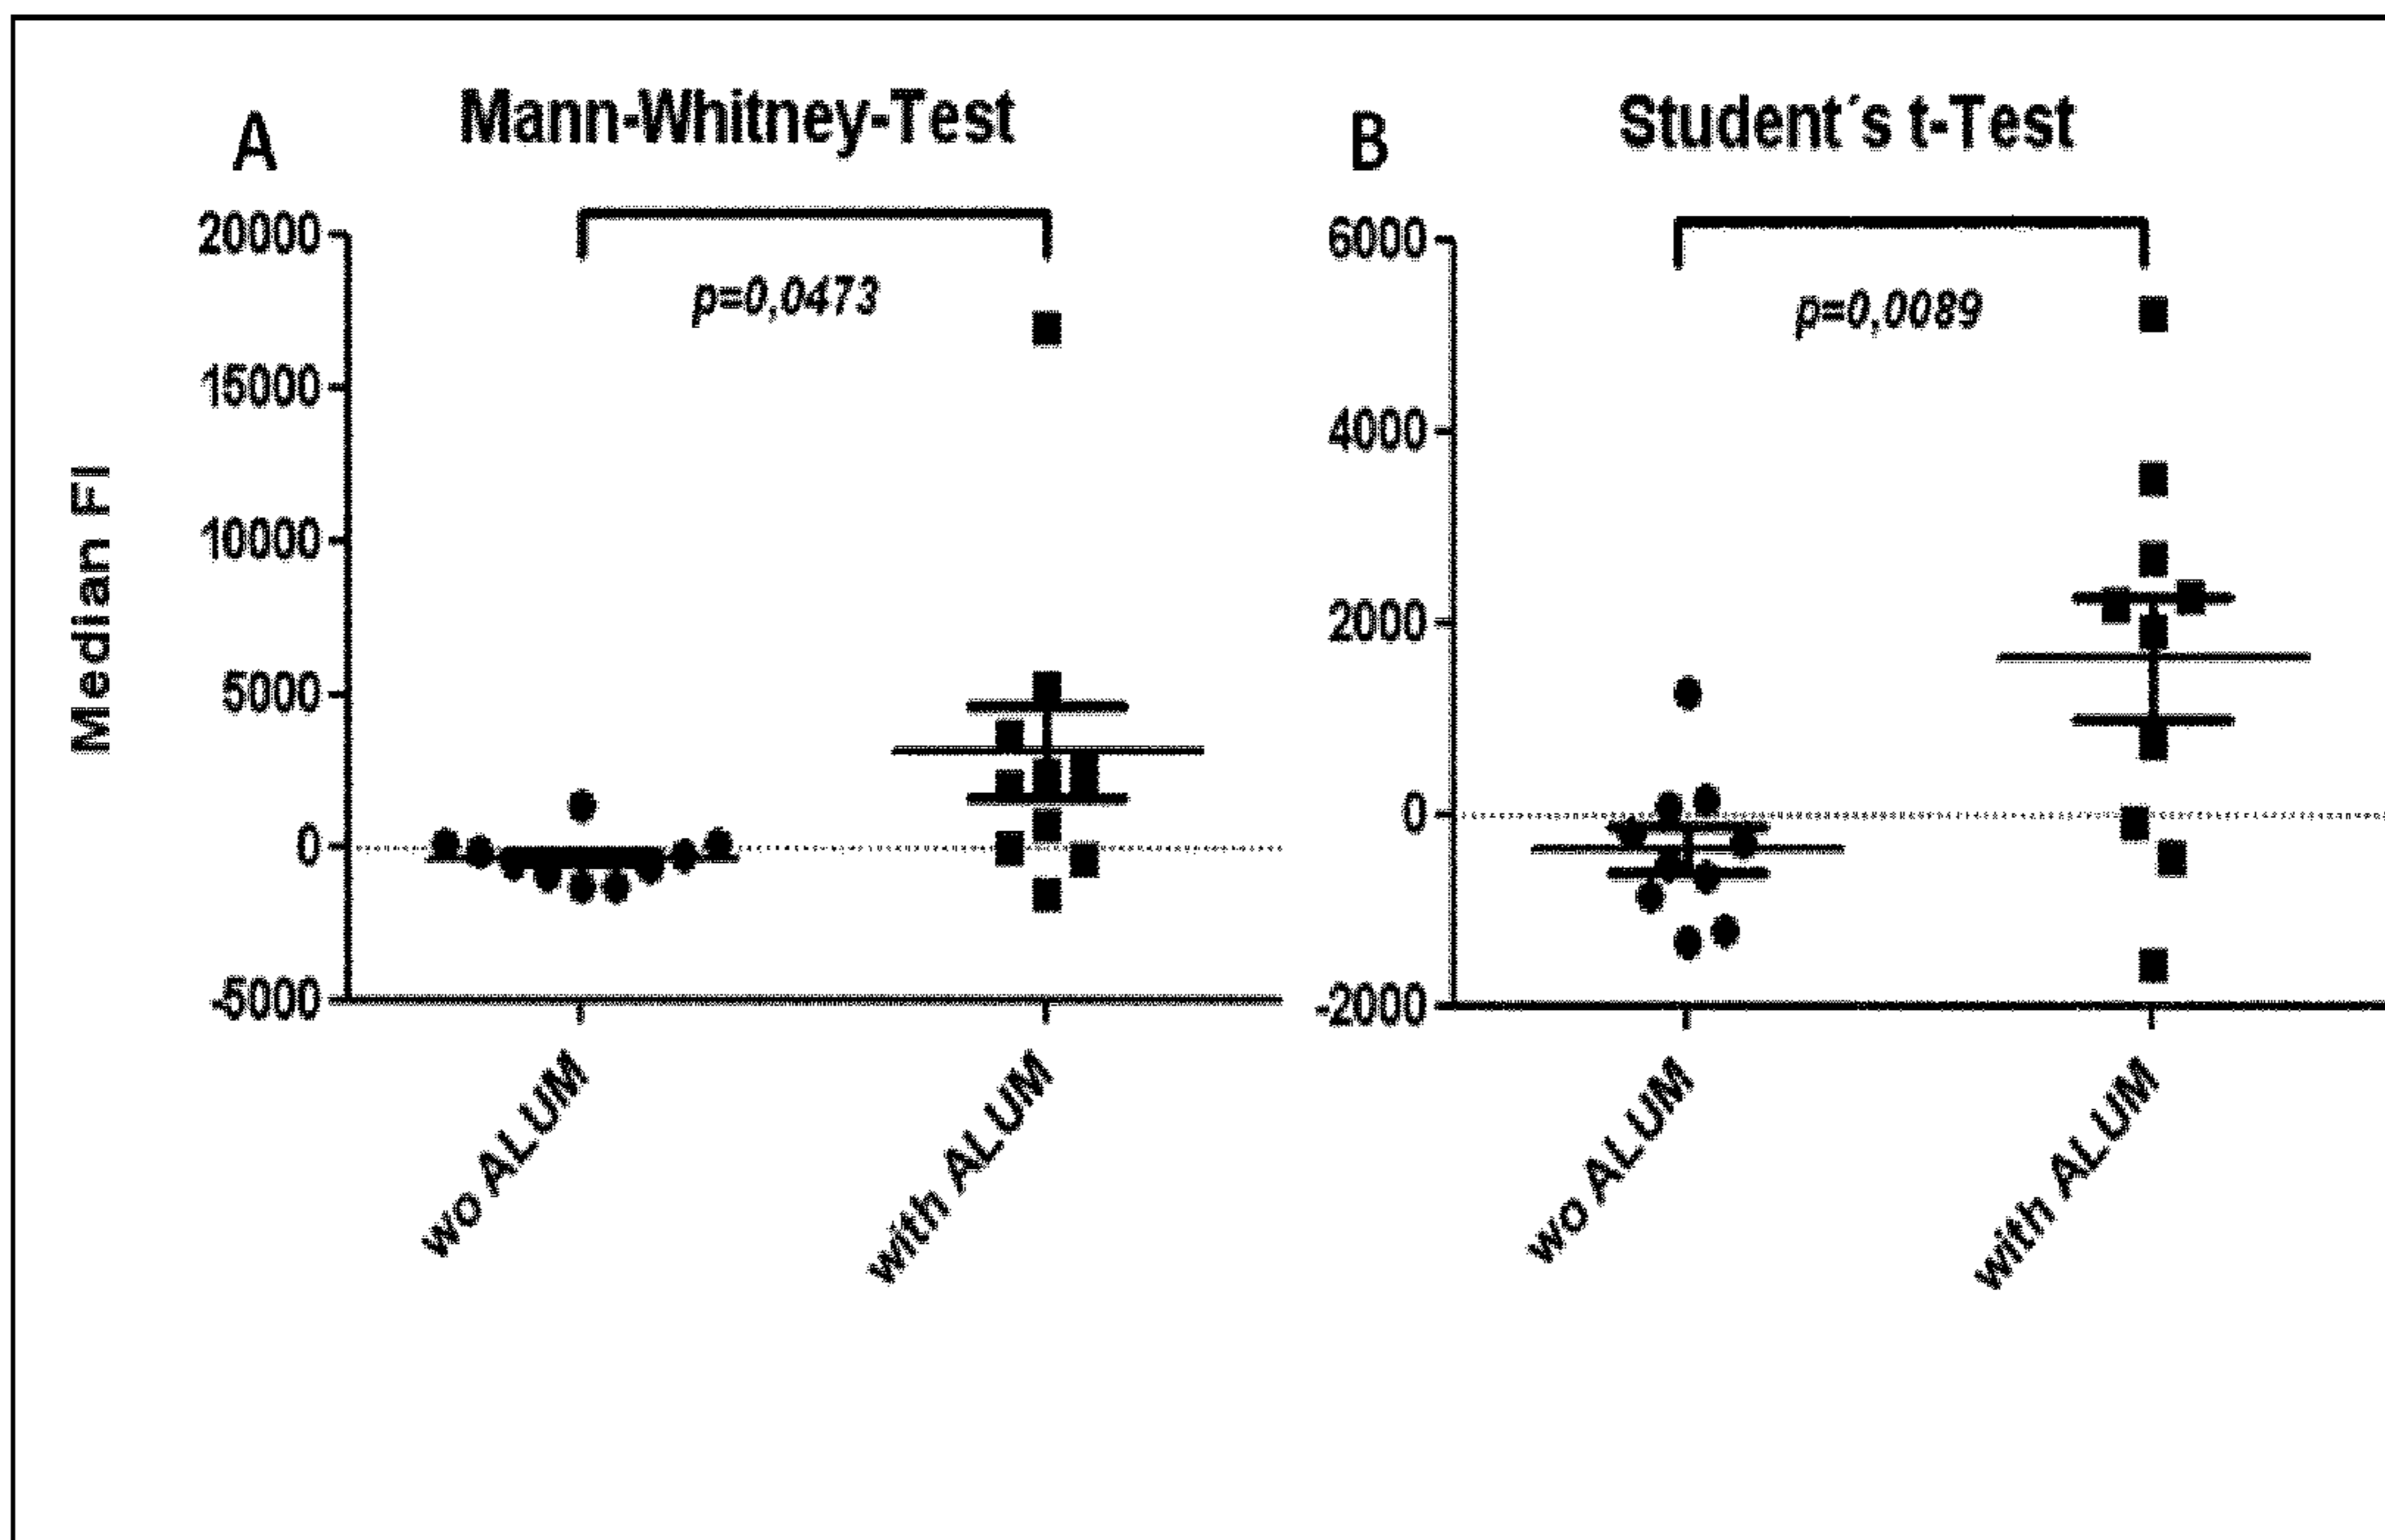 A
Mann-Whitney-Test
20000
15000
10000
5000
0
-5000
Median FI
p=0,0473
wo ALUM
with ALUM
B
Student´s t-Test
6000
4000
2000
0
-2000
p=0,0089
wo ALUM
with ALUM